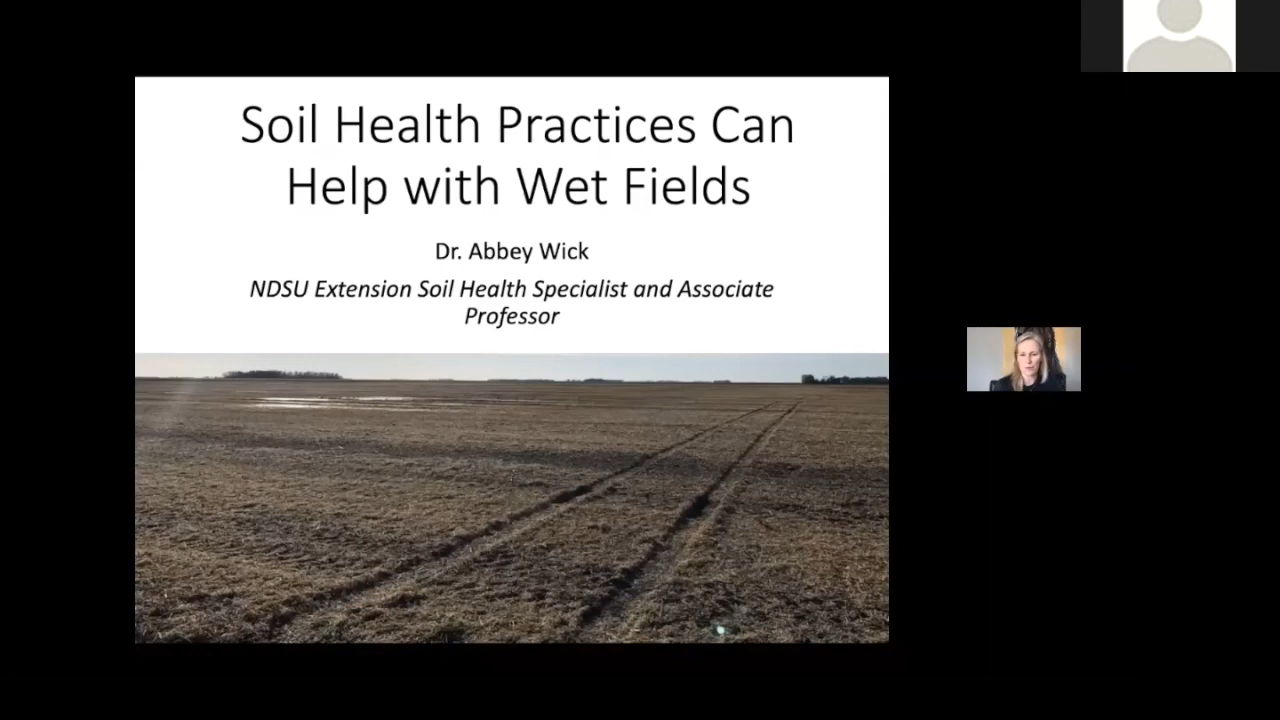 Soil Health Practices Can
Help with Wet Fields
Dr. Abbey Wick
NDSU Extension Soil Health Specialist and Associate
Professor